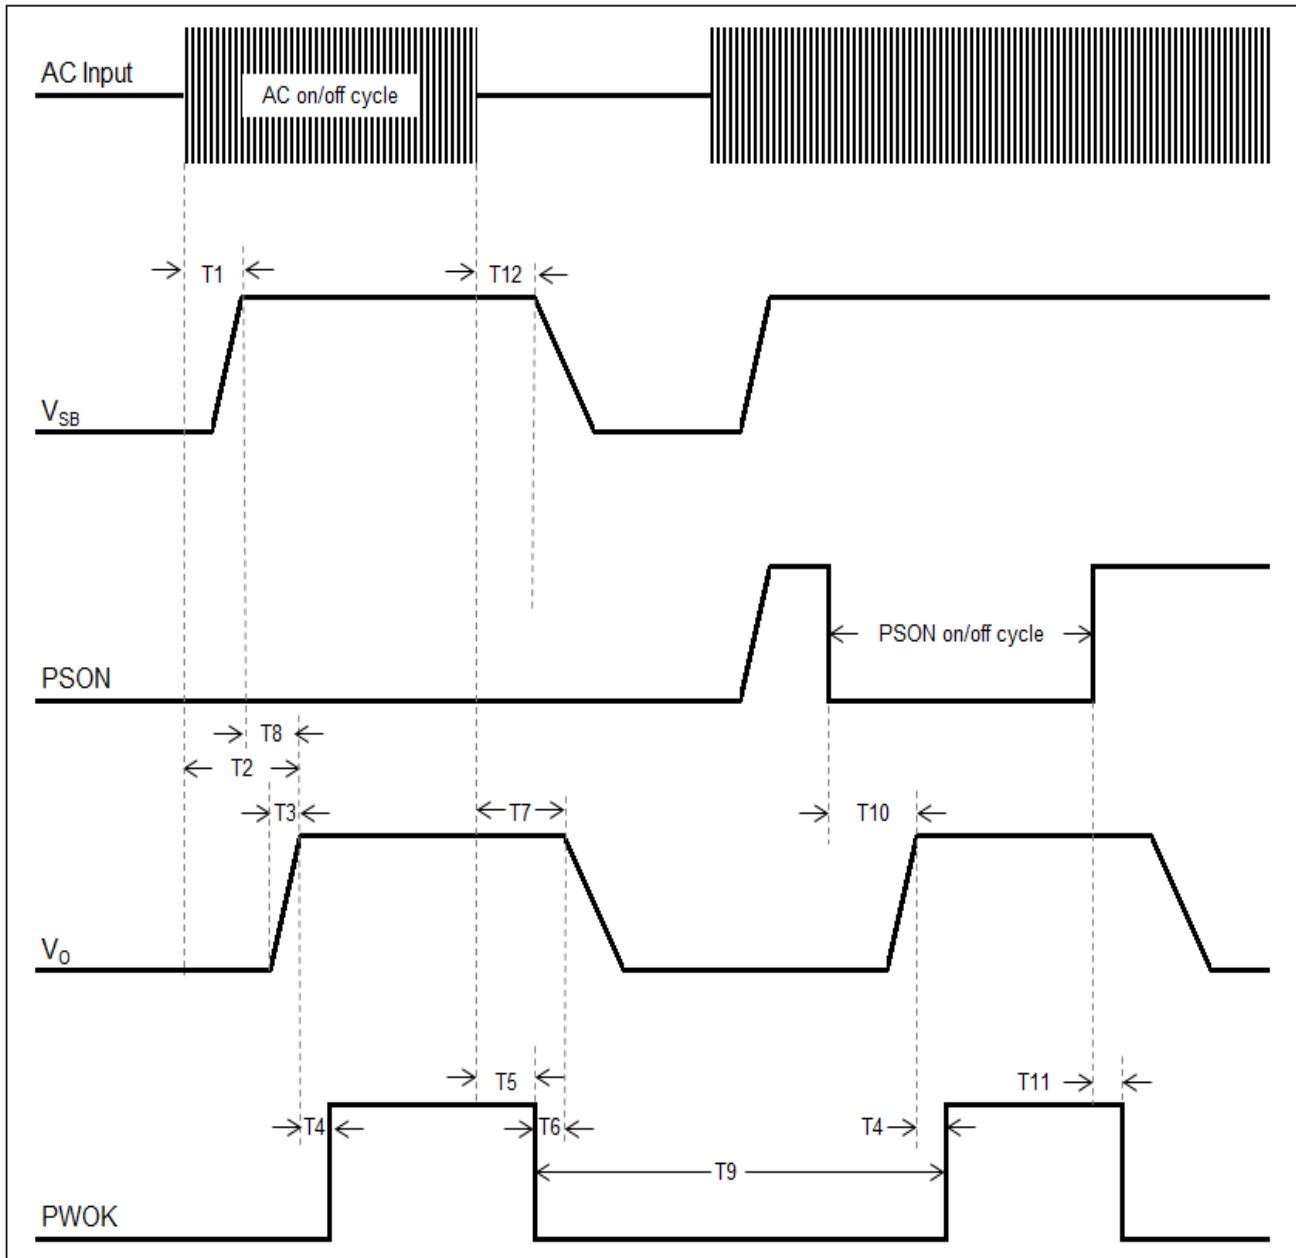 AC Input
AC on/off cycle
T1
T12
VSB
PSON on/off cycle
PSON
T8
T2
T3
T7
T10
VO
T5
T11
T4
T6
T4
T9
PWOK